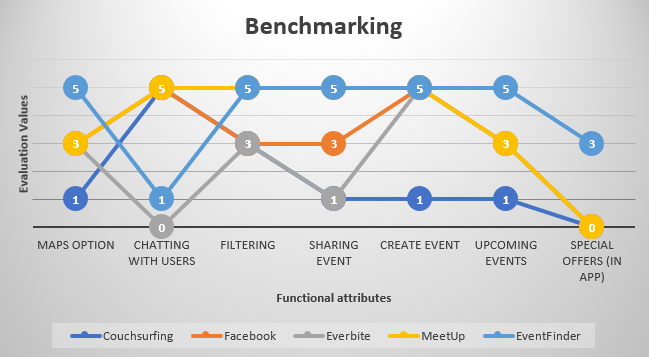 Benchmarking
Evaluation Values
5 5 5 5 5 5
3 3 3 3 3
1 1 1 1 1
0 0
MAPS OPTION CHATTING WITH USERS FILTERING SHARING EVENT CREATE EVENT UPCOMING EVENTS SPECIAL OFFERS (IN APP)
Functional attributes
Couchsurfing Facebook Everbite MeetUp EventFinder